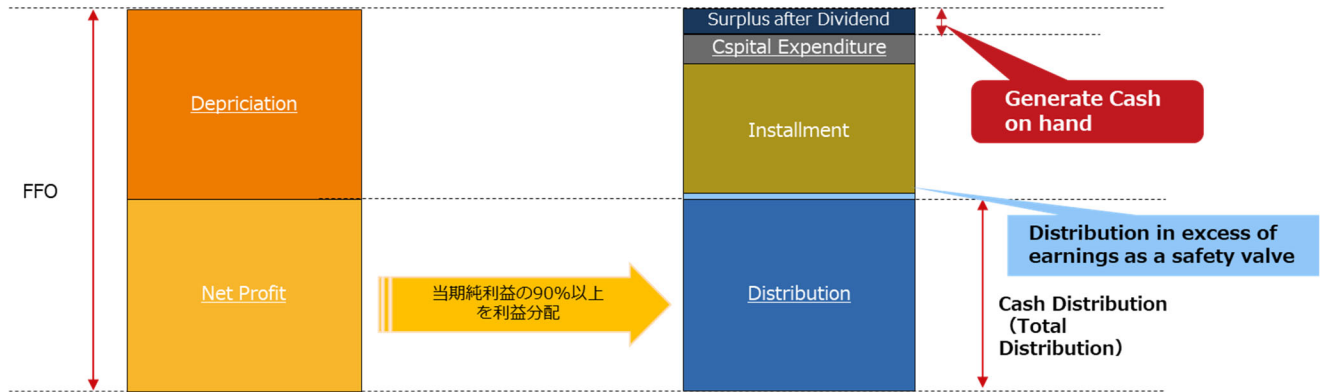 FFO
Depriciation
Net Profit
当期純利益の90%以上
を利益分配
Surplus after Dividend
Cspital Expenditure
Installment
Distribution
Generate Cash
on hand
Distribution in excess of
earnings as a safety valve
Cash Distribution
（Total
Distribution）